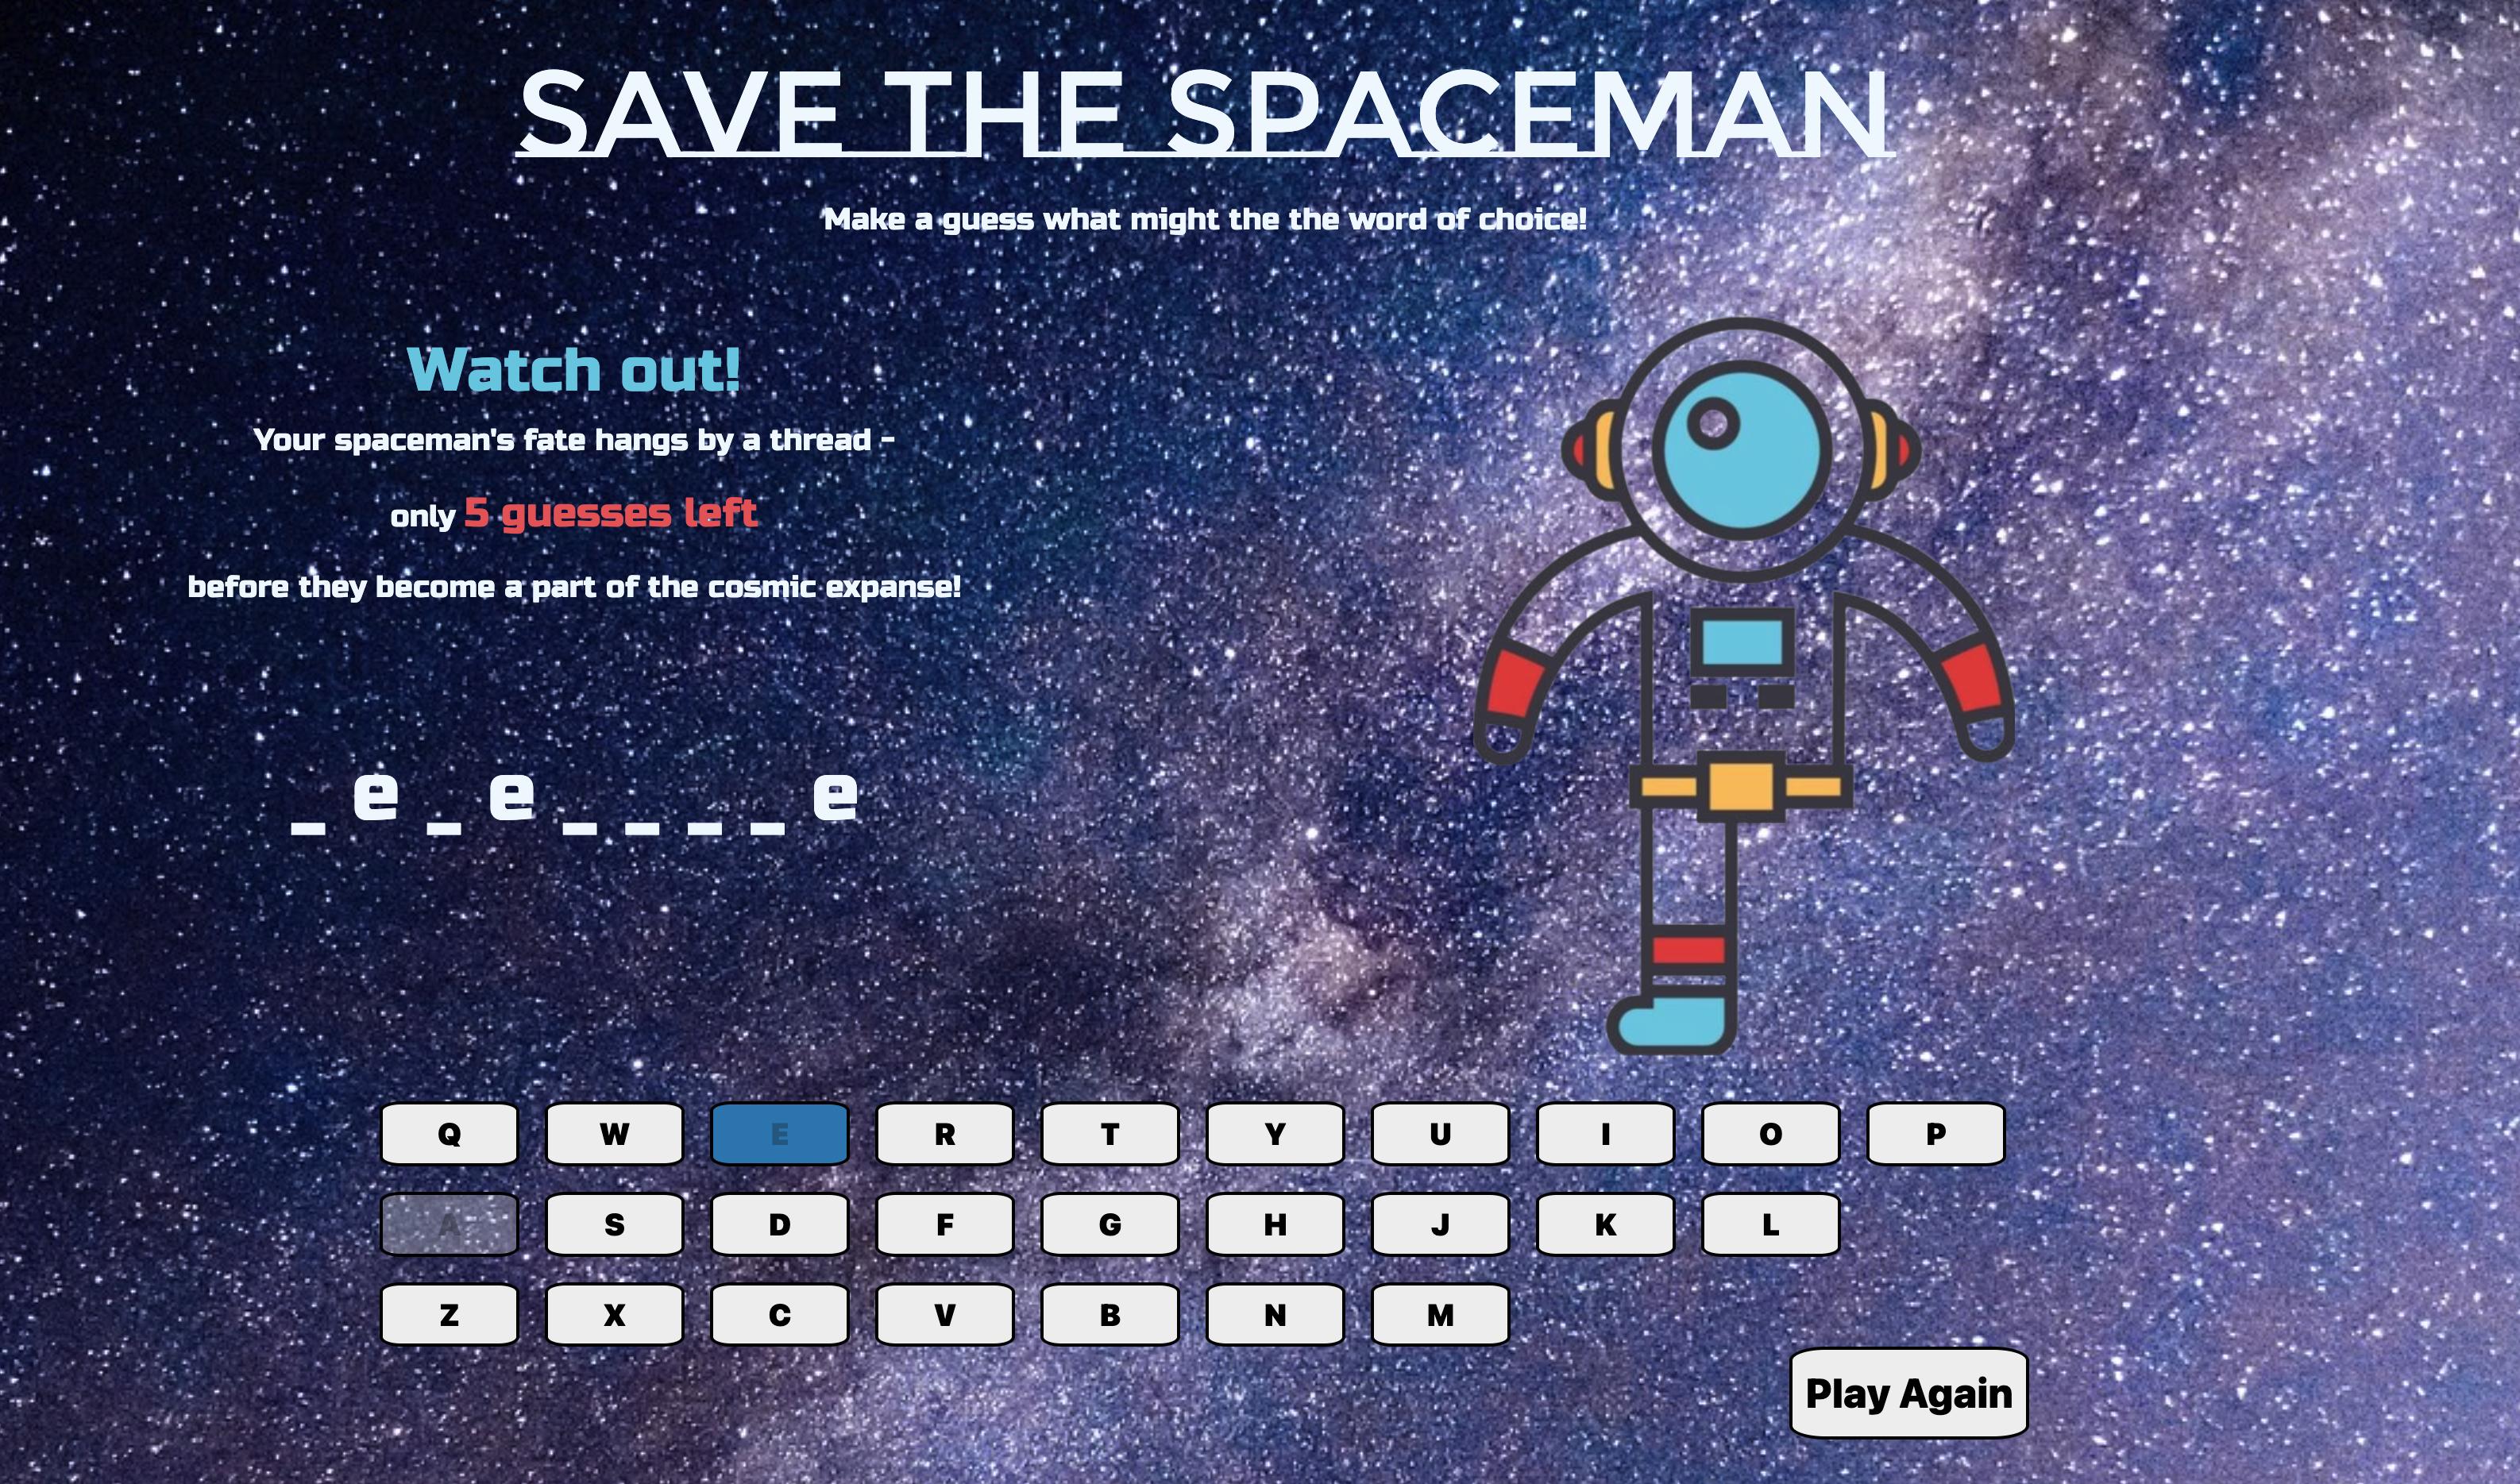 SAVE THE SPACEMAN
Make a guess what might the the word of choice!
Watch out!
Your spaceman's fate hangs by a thread -
only 5 guesses left
before they become a part of the cosmic expanse!
_ e _ e _ _ _ _ e
Q W E R T Y U I O P
A S D F G H J K L
Z X C V B N M
Play Again